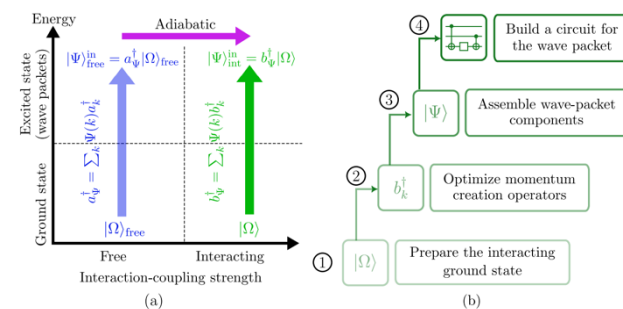 Energy
Adiabatic
|Ψ⟩ⁱⁿ_free = a†_Ψ|Ω⟩_free
|Ψ⟩ⁱⁿ_int = b†_Ψ|Ω⟩
Excited state
(wave packets)
Ground state
a†_Ψ = ∑_k Ψ(k)a†_k
b†_Ψ = ∑_k Ψ(k)b†_k
|Ω⟩_free
|Ω⟩
Free
Interacting
Interaction-coupling strength
(a)
4
Build a circuit for
the wave packet
3
|Ψ⟩
Assemble wave-packet
components
2
b†_k
Optimize momentum
creation operators
1
|Ω⟩
Prepare the interacting
ground state
(b)